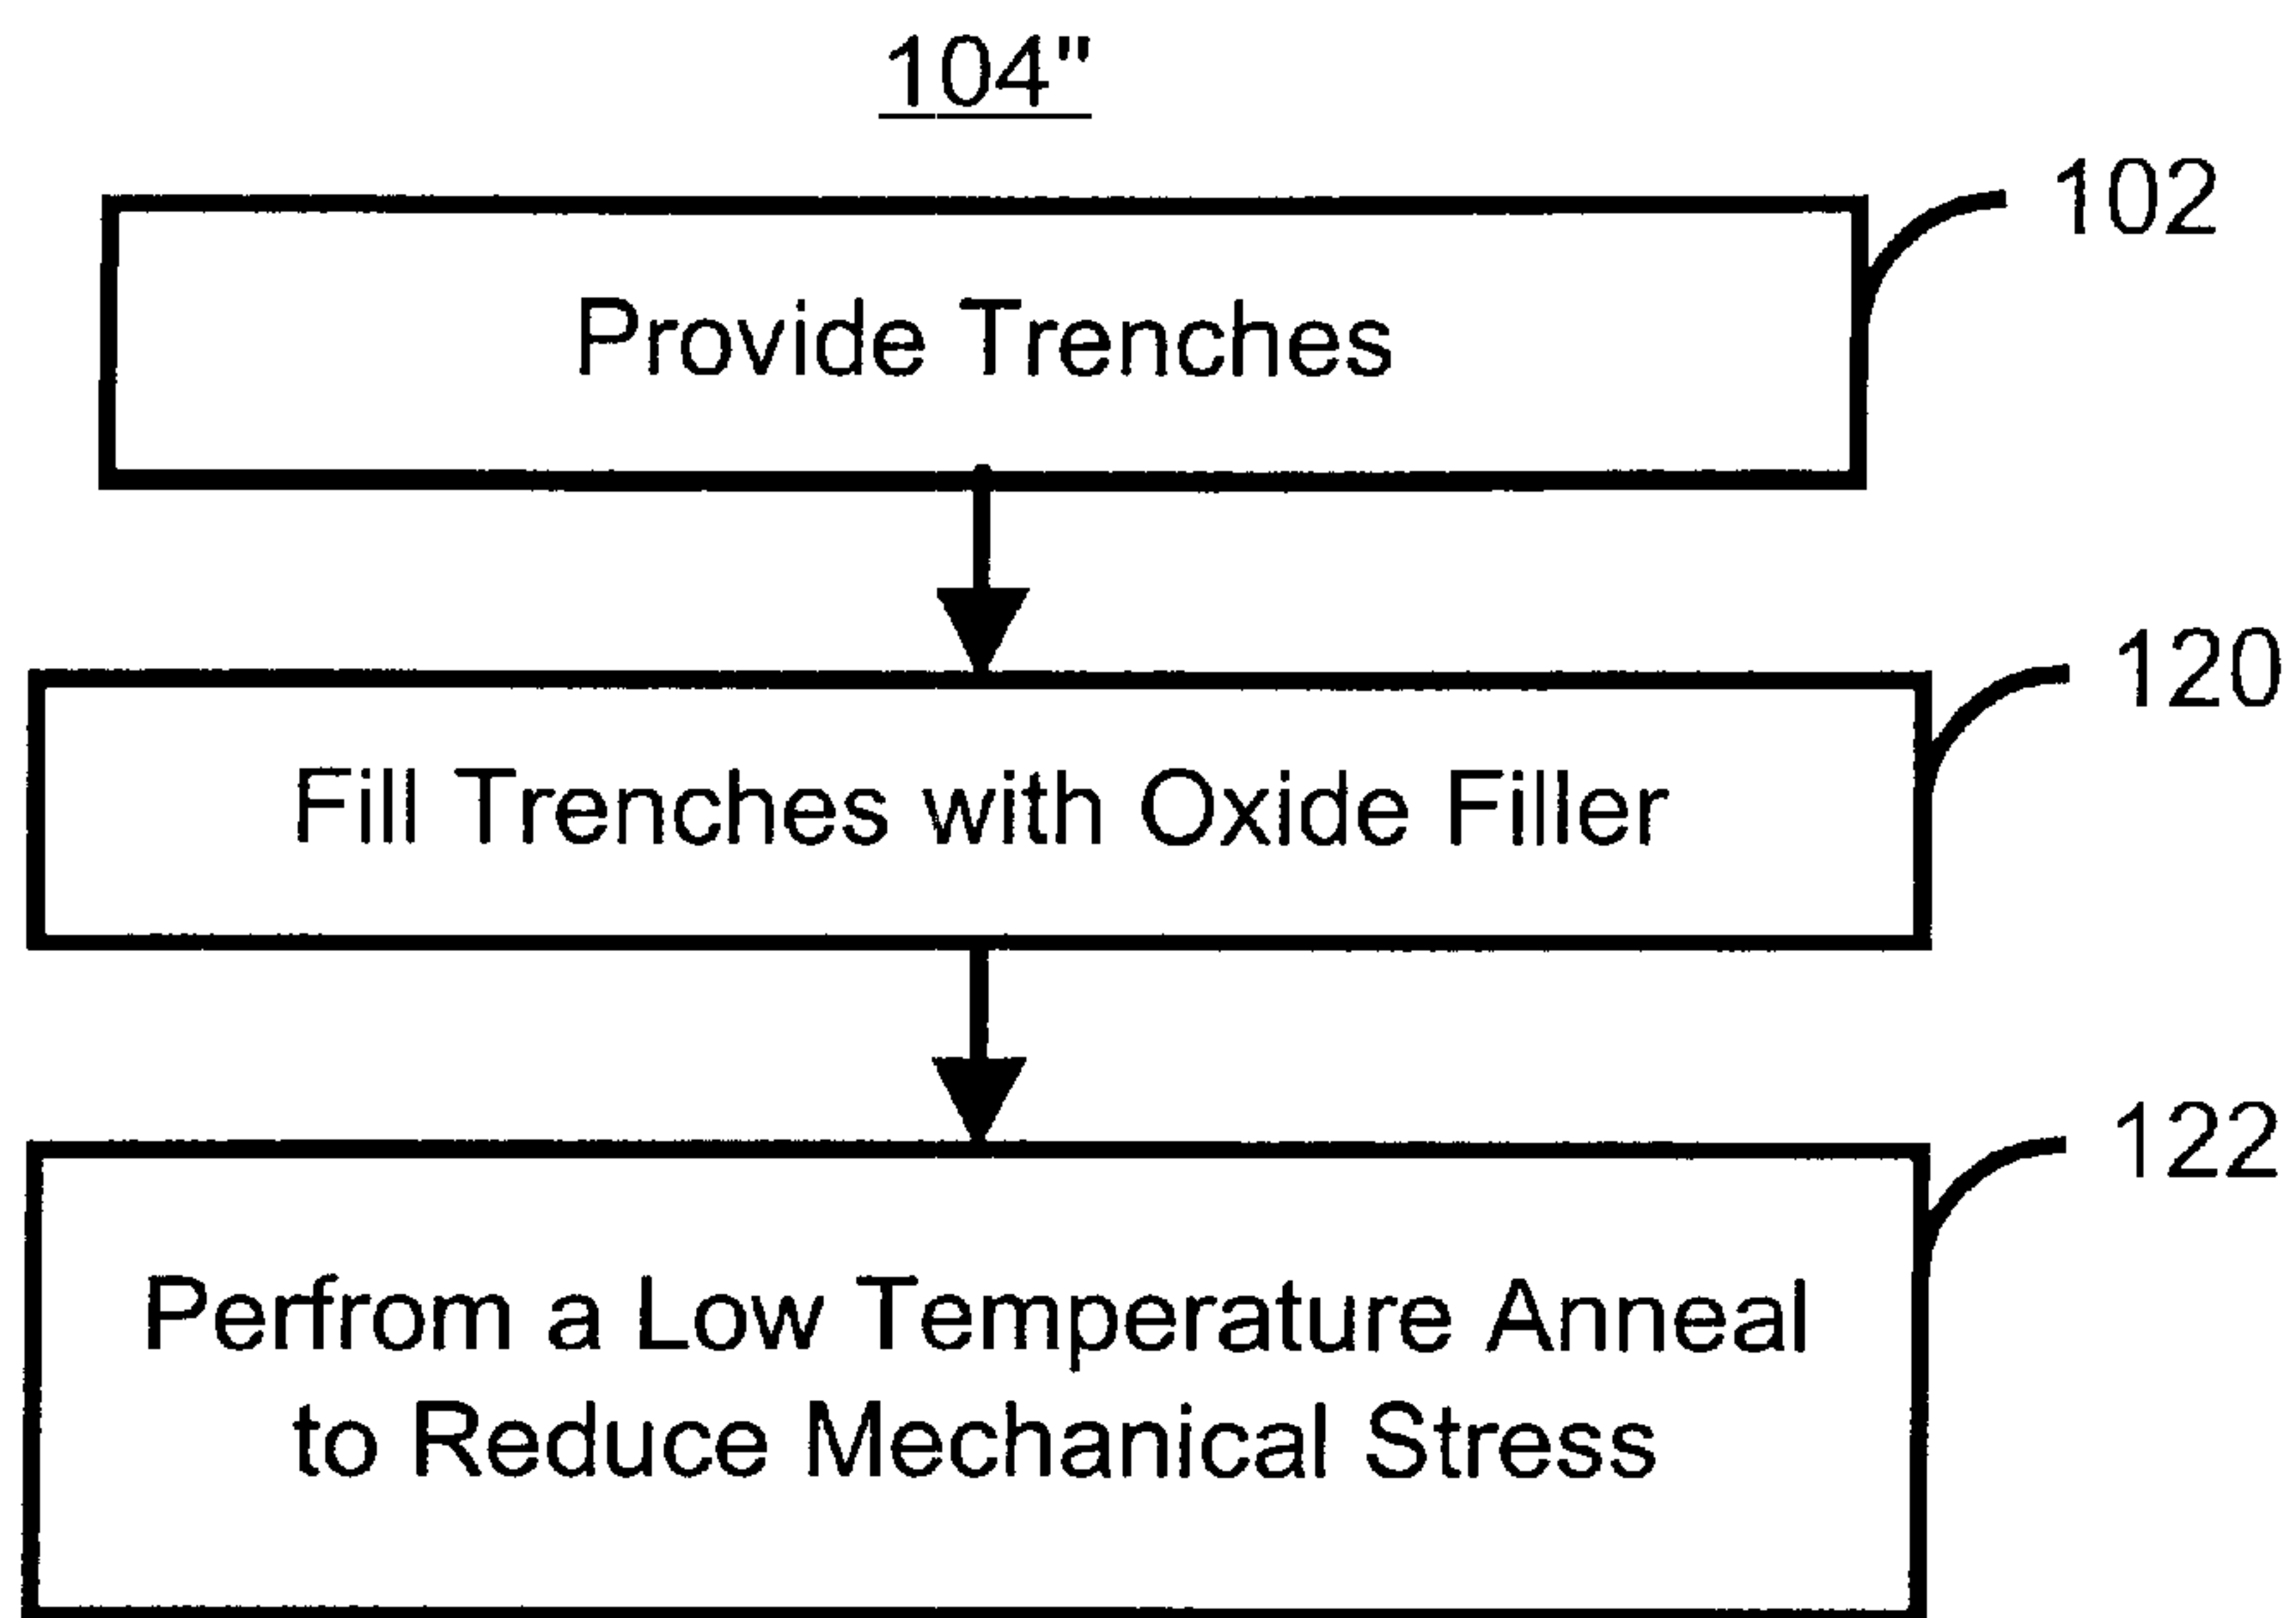 104"
102
Provide Trenches
120
Fill Trenches with Oxide Filler
122
Perfrom a Low Temperature Anneal
to Reduce Mechanical Stress